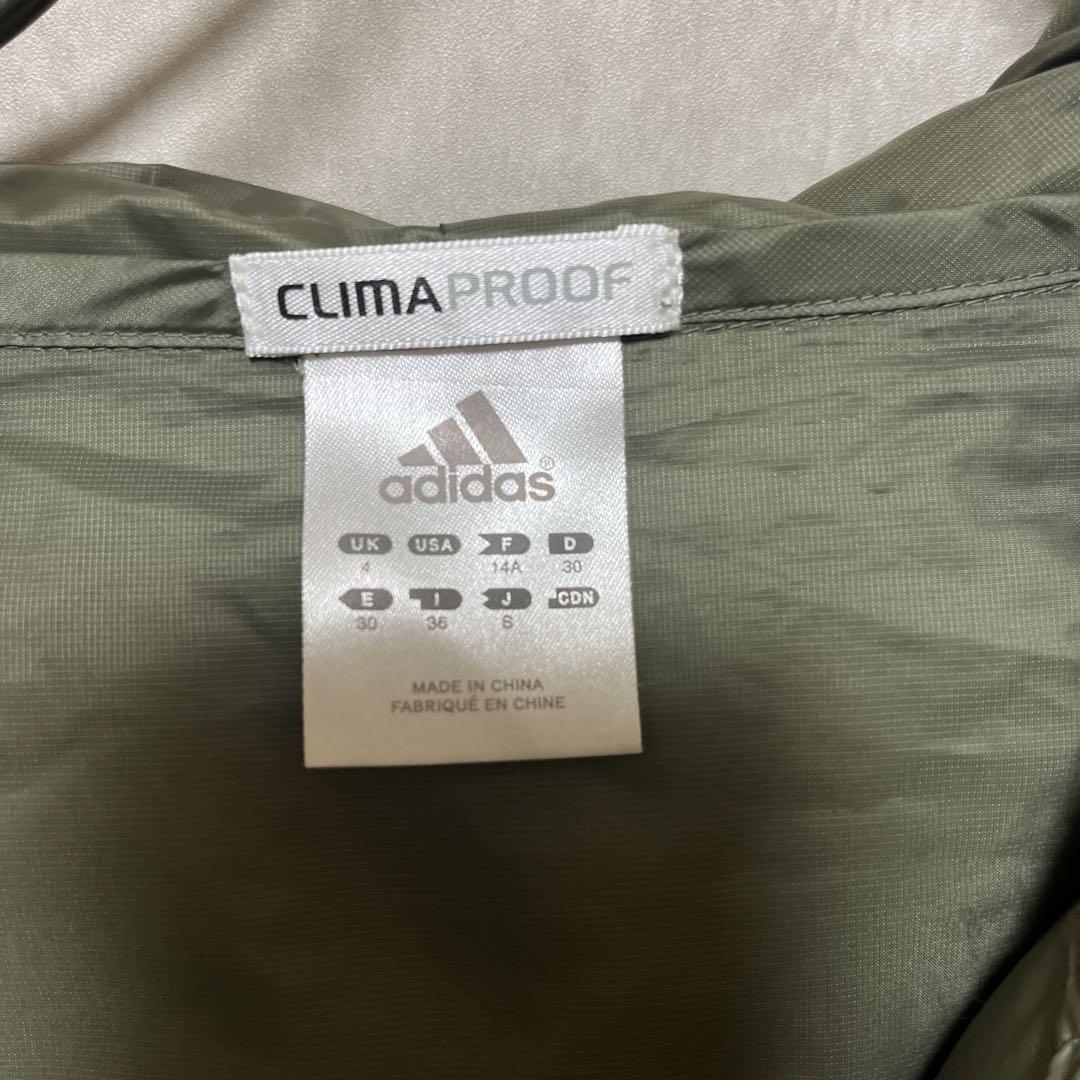 CLIMAPROOF
adidas®
UK USA F D
4 14A 30
E I J CDN
30 36 S
MADE IN CHINA
FABRIQUÉ EN CHINE